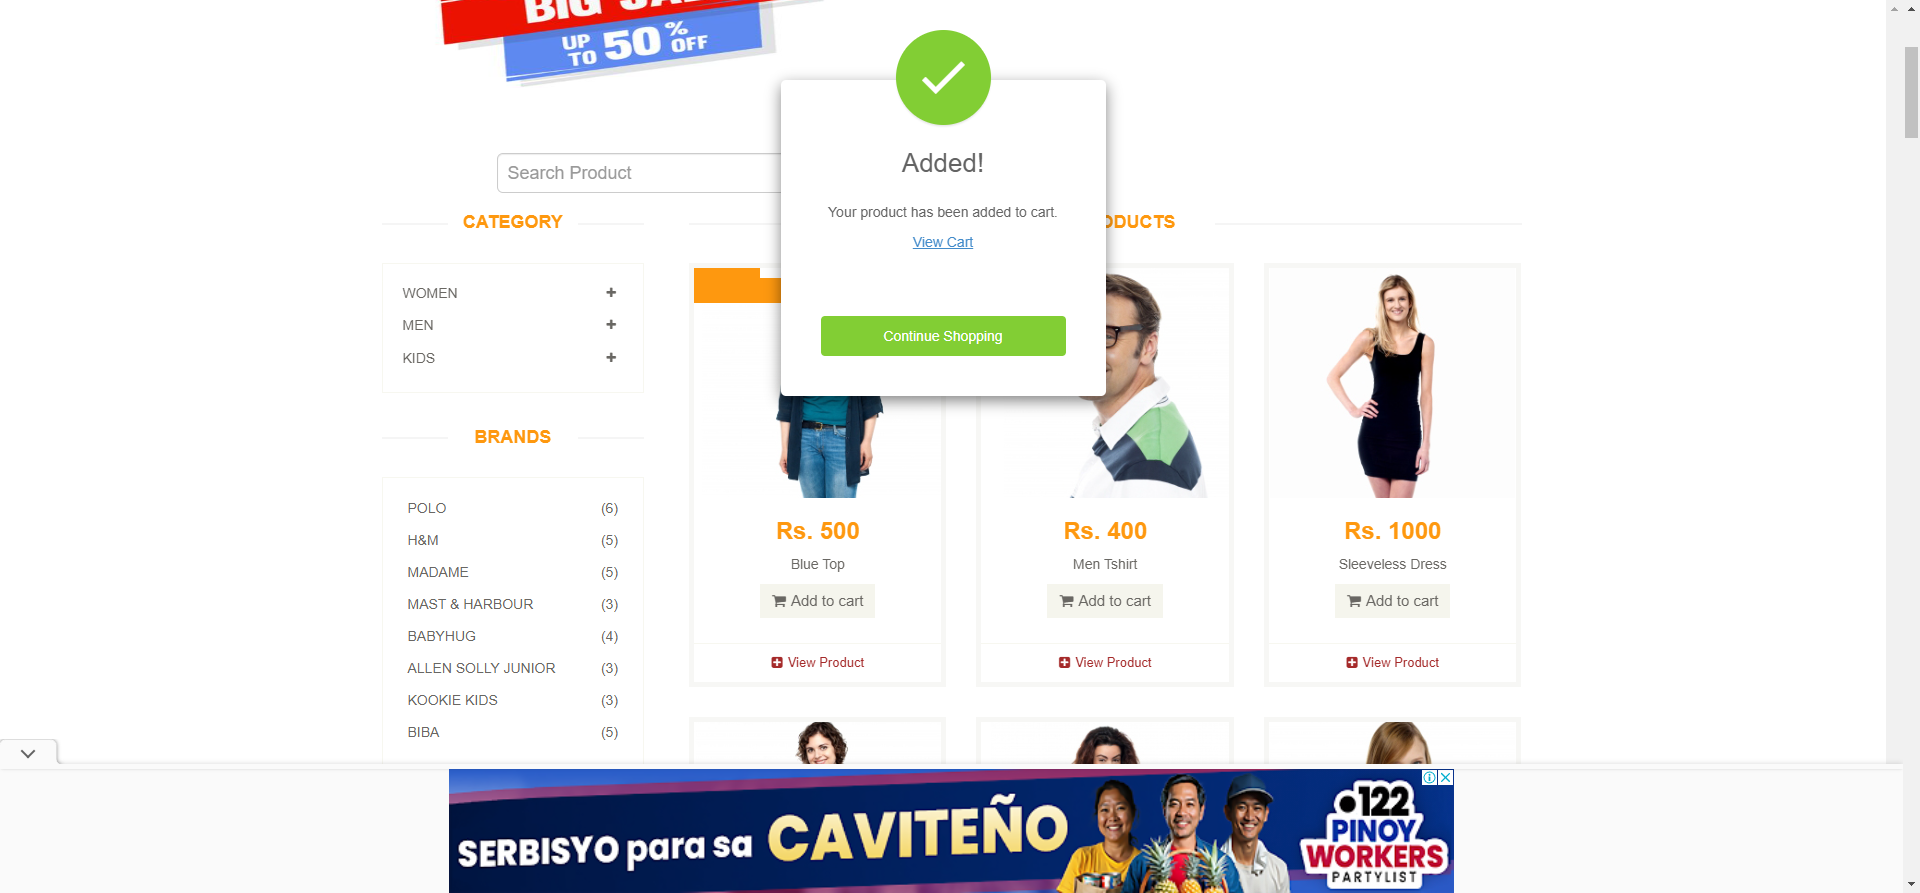 BIG
UP TO 50% OFF
Added!
Search Product
Your product has been added to cart.
View Cart
Continue Shopping
CATEGORY
WOMEN
MEN
KIDS
BRANDS
POLO (6)
H&M (5)
MADAME (5)
MAST & HARBOUR (3)
BABYHUG (4)
ALLEN SOLLY JUNIOR (3)
KOOKIE KIDS (3)
BIBA (5)
Rs. 500
Blue Top
Add to cart
View Product
Rs. 400
Men Tshirt
Add to cart
View Product
Rs. 1000
Sleeveless Dress
Add to cart
View Product
SERBISYO para sa CAVITEÑO
122
PINOY
WORKERS
PARTYLIST